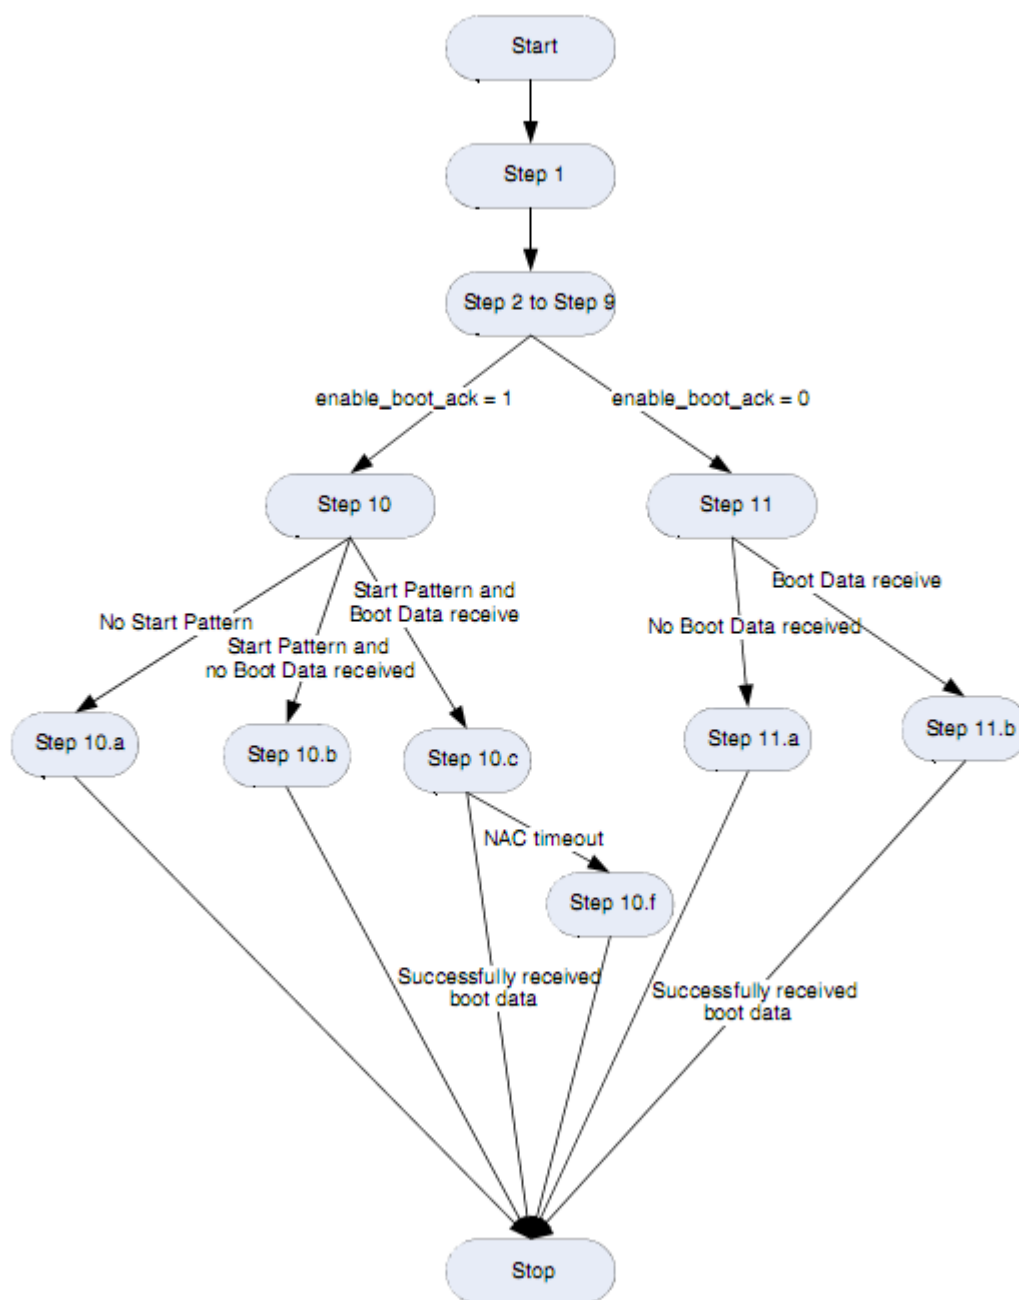 Start
Step 1
Step 2 to Step 9
enable_boot_ack = 1
enable_boot_ack = 0
Step 10
Step 11
No Start Pattern
Start Pattern and
no Boot Data received
Start Pattern and
Boot Data receive
No Boot Data received
Boot Data receive
Step 10.a
Step 10.b
Step 10.c
Step 11.a
Step 11.b
NAC timeout
Step 10.f
Successfully received
boot data
Successfully received
boot data
Stop